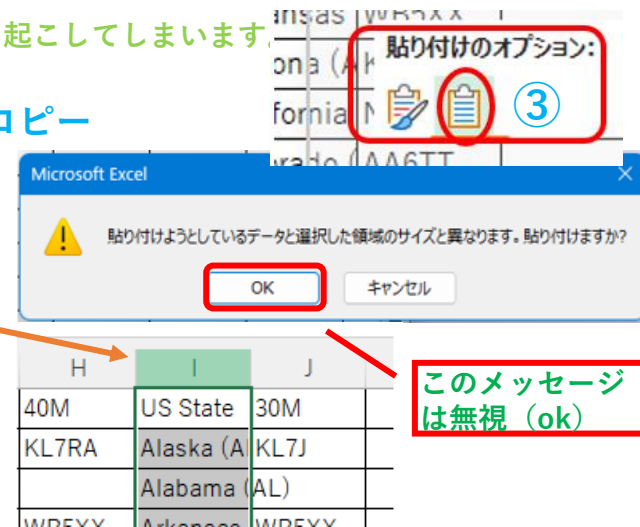 起こしてしまいます
貼り付けのオプション:
③
fornia
AA6TT
コピー
Microsoft Excel
貼り付けようとしているデータと選択した領域のサイズと異なります。貼り付けますか?
OK キャンセル
このメッセージ
は無視（ok）
H I J
40M US State 30M
KL7RA Alaska (A KL7J
Alabama (AL)
WB5XX Arkansas WB5XX